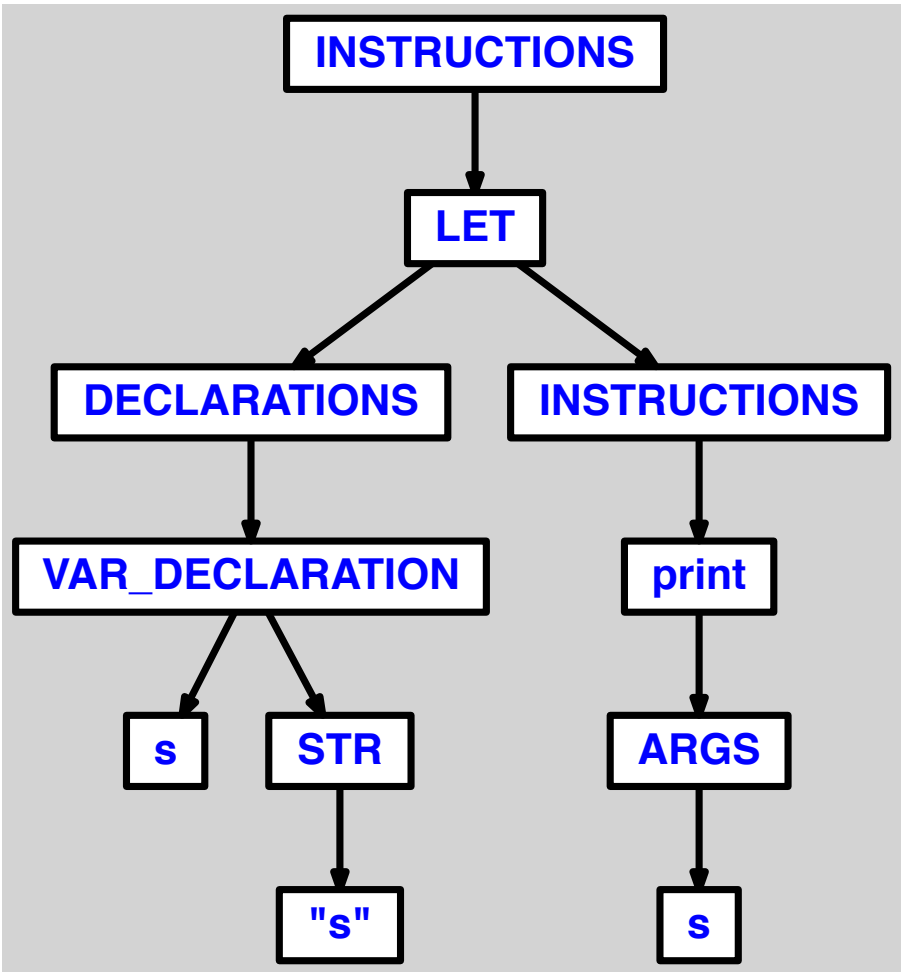 INSTRUCTIONS
LET
DECLARATIONS
INSTRUCTIONS
VAR_DECLARATION
print
s
STR
ARGS
"s"
s